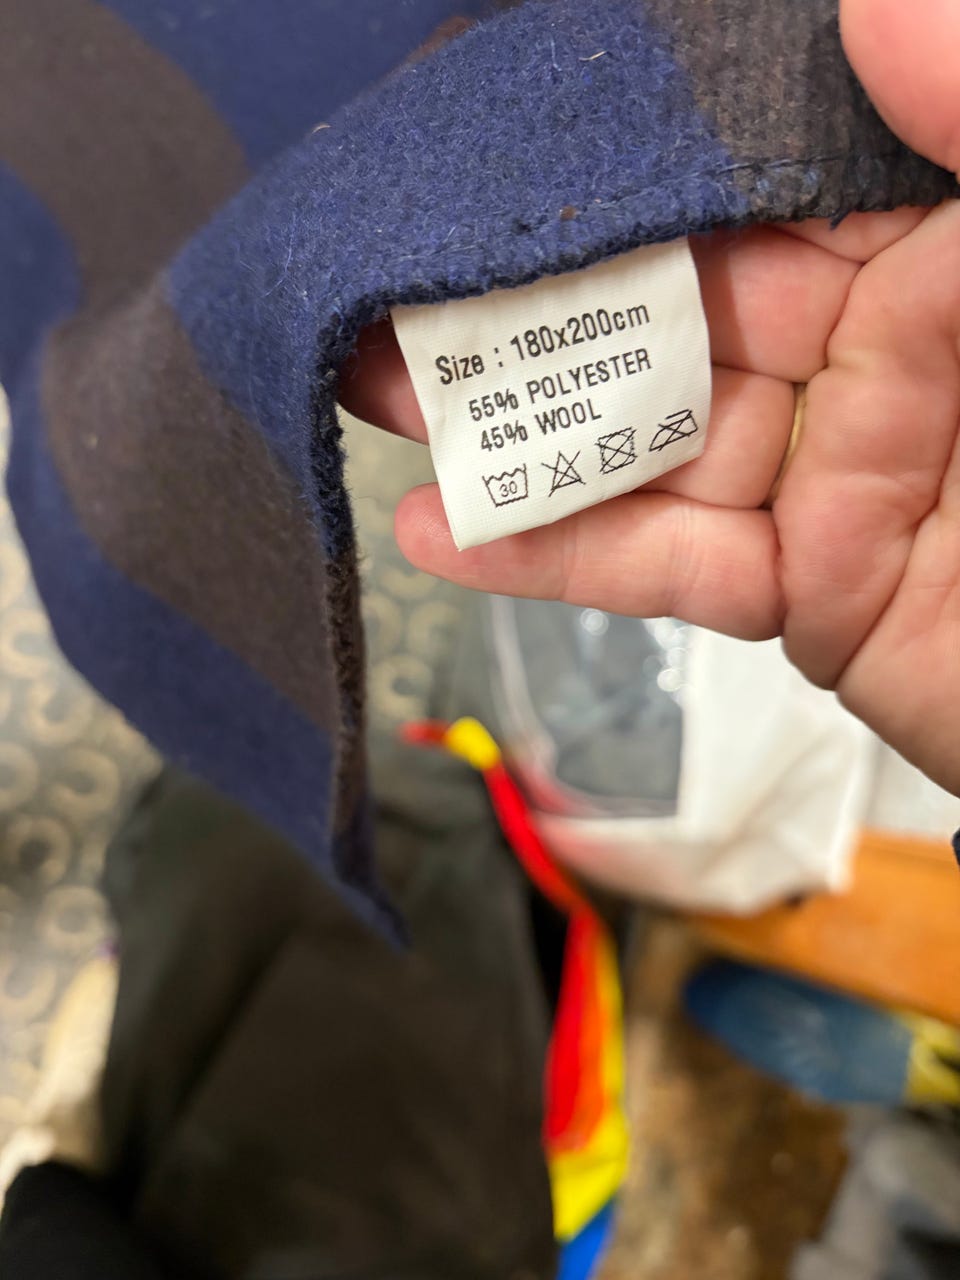 Size : 180x200cm
55% POLYESTER
45% WOOL
30